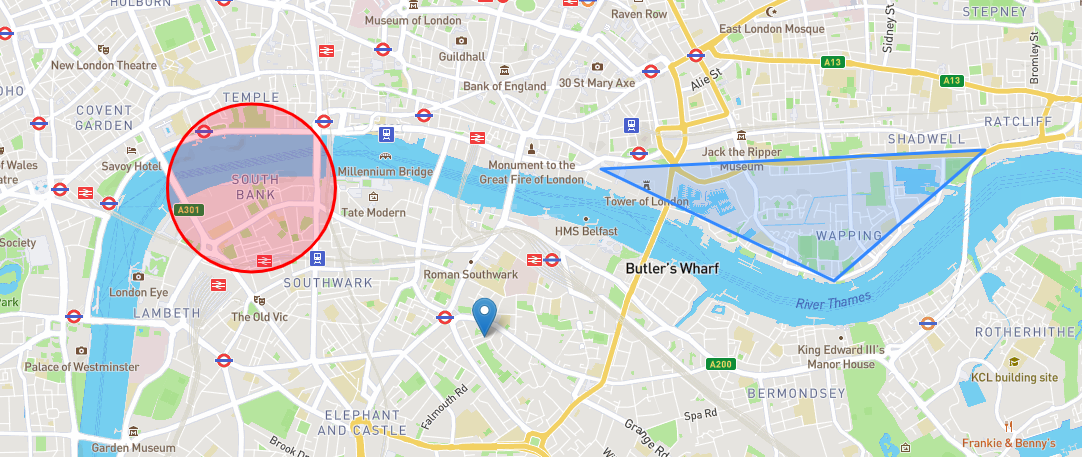 HOLBORN
Museum of London
Raven Row
East London Mosque
Sidney St
STEPNEY
Bromley St
New London Theatre
Guildhall
Bank of England
30 St Mary Axe
Alie St
A13
A13
OHO
COVENT
GARDEN
TEMPLE
RATCLIFF
SHADWELL
of Wales
atre
Savoy Hotel
Millennium Bridge
Monument to the
Great Fire of London
Jack the Ripper
Museum
SOUTH
BANK
A301
Tate Modern
Tower of London
HMS Belfast
WAPPING
Society
Butler's Wharf
Roman Southwark
London Eye
SOUTHWARK
River Thames
Park
LAMBETH
The Old Vic
ROTHERHITHE
King Edward III's
Manor House
Palace of Westminster
A200
KCL building site
BERMONDSEY
Falmouth Rd
ELEPHANT
AND CASTLE
Spa Rd
Grange Rd
Garden Museum
Brook Dr
Frankie & Benny's